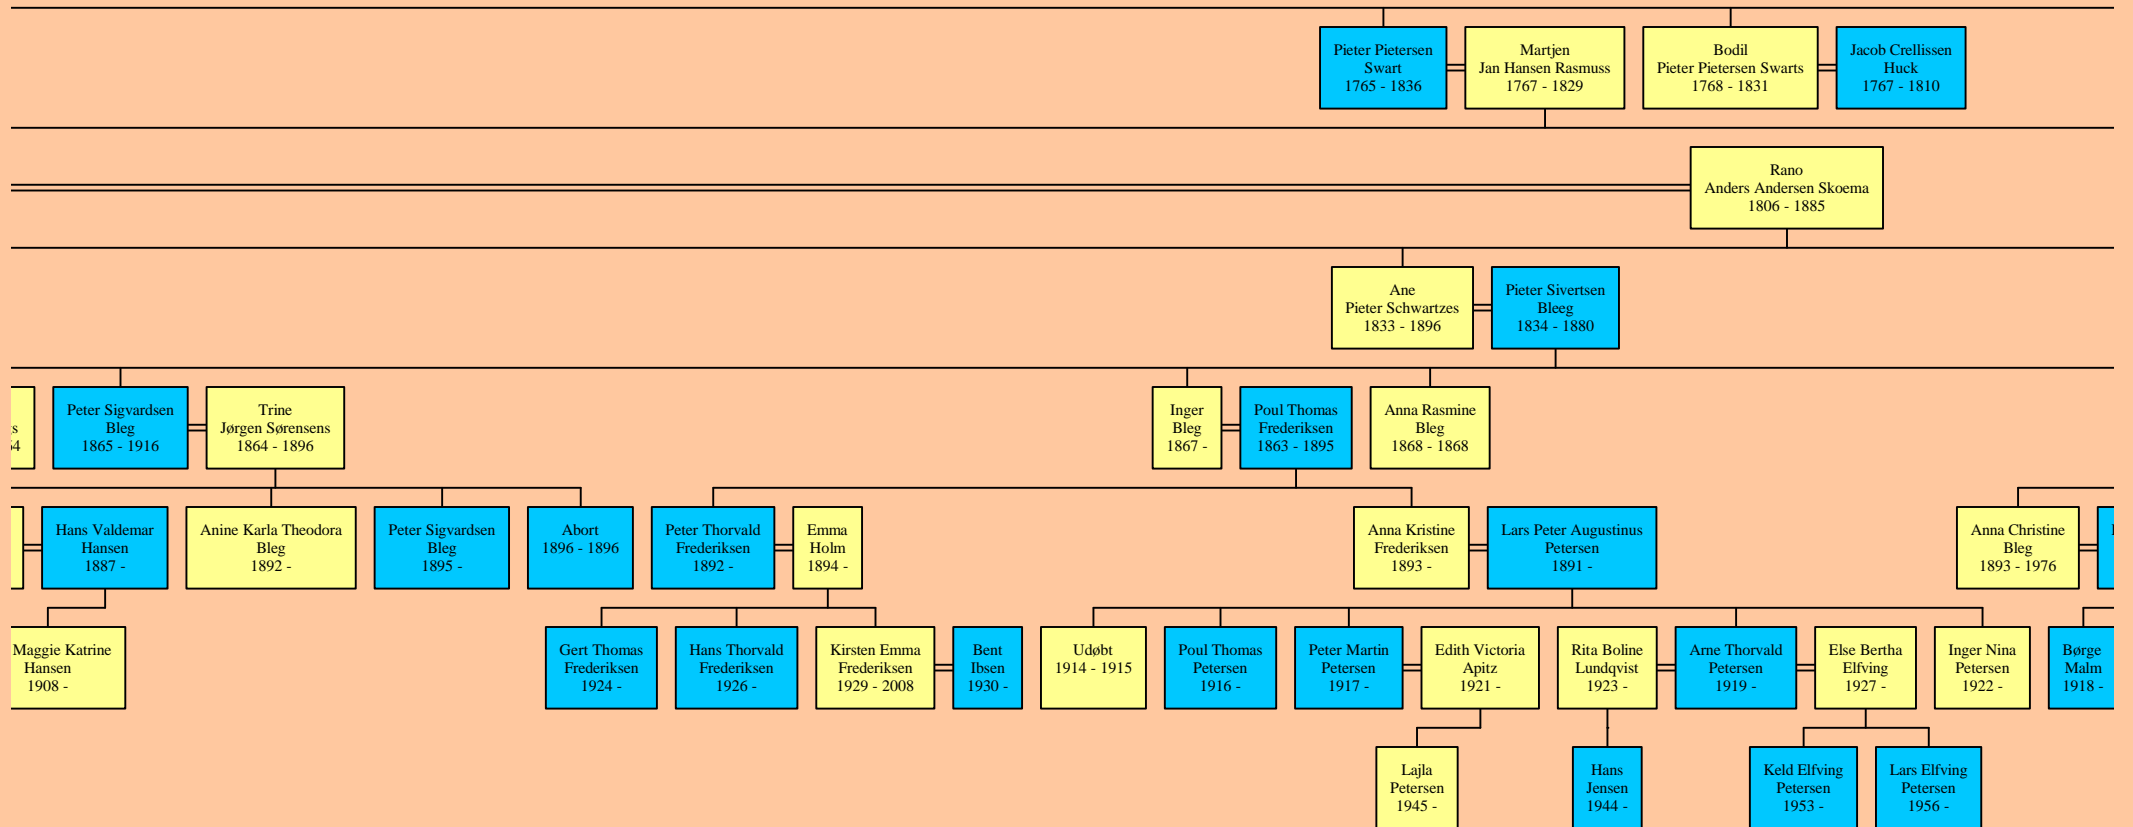 Pieter Pietersen
Swart
1765 - 1836
Martjen
Jan Hansen Rasmuss
1767 - 1829
Bodil
Pieter Pietersen Swarts
1768 - 1831
Jacob Crellissen
Huck
1767 - 1810
Rano
Anders Andersen Skoema
1806 - 1885
Ane
Pieter Schwartzes
1833 - 1896
Pieter Sivertsen
Bleeg
1834 - 1880
s
4
Peter Sigvardsen
Bleg
1865 - 1916
Trine
Jørgen Sørensens
1864 - 1896
Inger
Bleg
1867 -
Poul Thomas
Frederiksen
1863 - 1895
Anna Rasmine
Bleg
1868 - 1868
Hans Valdemar
Hansen
1887 -
Anine Karla Theodora
Bleg
1892 -
Peter Sigvardsen
Bleg
1895 -
Abort
1896 - 1896
Peter Thorvald
Frederiksen
1892 -
Emma
Holm
1894 -
Anna Kristine
Frederiksen
1893 -
Lars Peter Augustinus
Petersen
1891 -
Anna Christine
Bleg
1893 - 1976
Maggie Katrine
Hansen
1908 -
Gert Thomas
Frederiksen
1924 -
Hans Thorvald
Frederiksen
1926 -
Kirsten Emma
Frederiksen
1929 - 2008
Bent
Ibsen
1930 -
Udøbt
1914 - 1915
Poul Thomas
Petersen
1916 -
Peter Martin
Petersen
1917 -
Edith Victoria
Apitz
1921 -
Rita Boline
Lundqvist
1923 -
Arne Thorvald
Petersen
1919 -
Else Bertha
Elfving
1927 -
Inger Nina
Petersen
1922 -
Børge
Malm
1918 -
Lajla
Petersen
1945 -
Hans
Jensen
1944 -
Keld Elfving
Petersen
1953 -
Lars Elfving
Petersen
1956 -